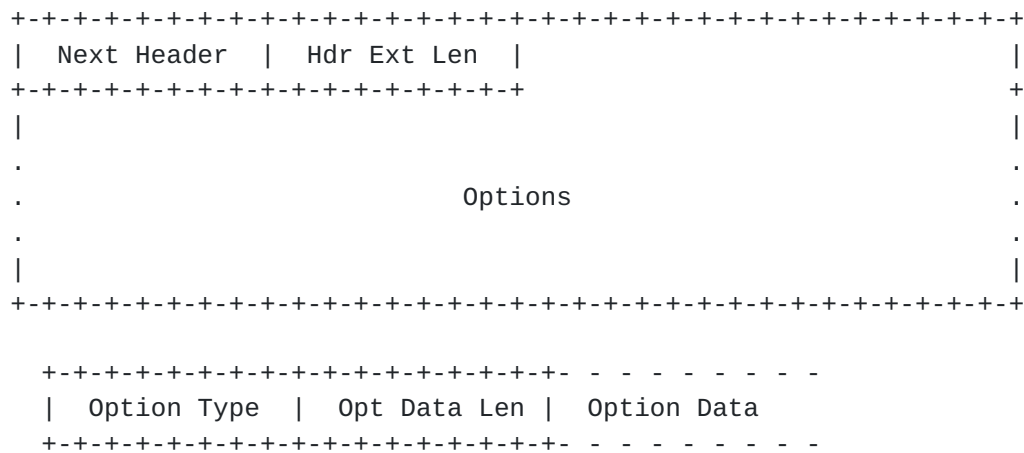 +-+-+-+-+-+-+-+-+-+-+-+-+-+-+-+-+-+-+-+-+-+-+-+-+-+-+-+-+-+-+-+-+
|  Next Header  |  Hdr Ext Len  |                               |
+-+-+-+-+-+-+-+-+-+-+-+-+-+-+-+-+                               +
|                                                               |
.                                                               .
.                            Options                            .
.                                                               .
|                                                               |
+-+-+-+-+-+-+-+-+-+-+-+-+-+-+-+-+-+-+-+-+-+-+-+-+-+-+-+-+-+-+-+-+

  +-+-+-+-+-+-+-+-+-+-+-+-+-+-+-+-+- - - - - - - - -
  |  Option Type  |  Opt Data Len |  Option Data
  +-+-+-+-+-+-+-+-+-+-+-+-+-+-+-+-+- - - - - - - - -